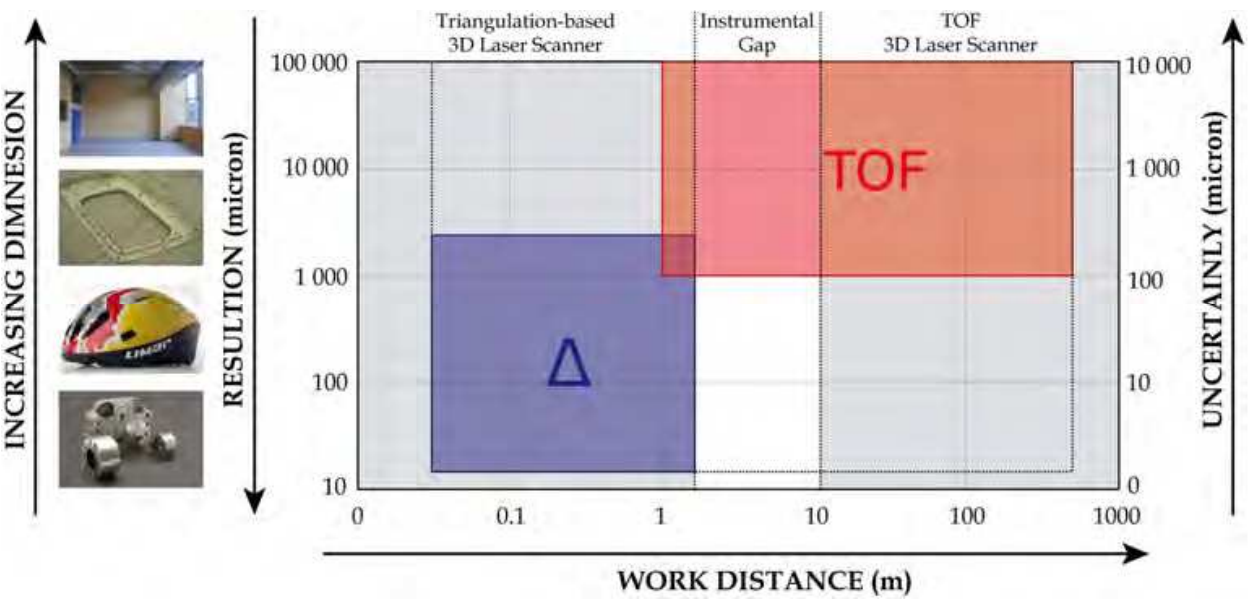 Triangulation-based
3D Laser Scanner
Instrumental
Gap
TOF
3D Laser Scanner
INCREASING DIMNESION
RESULTION (micron)
100 000
10 000
1 000
100
10
LIMAR
TOF
Δ
10 000
1 000
100
10
0
UNCERTAINLY (micron)
0
0.1
1
10
100
1000
WORK DISTANCE (m)